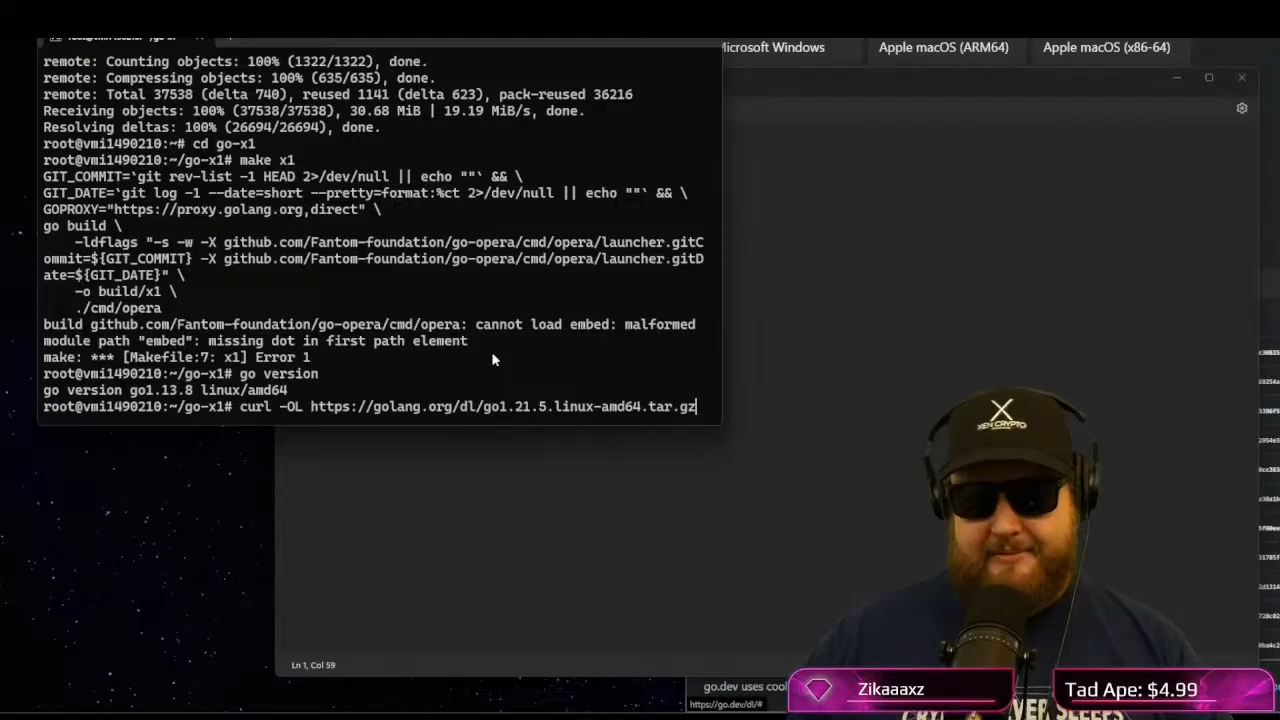 Microsoft Windows
Apple macOS (ARM64)
Apple macOS (x86-64)
remote: Counting objects: 100% (1322/1322), done.
remote: Compressing objects: 100% (635/635), done.
remote: Total 37538 (delta 740), reused 1141 (delta 623), pack-reused 36216
Receiving objects: 100% (37538/37538), 30.68 MiB | 19.19 MiB/s, done.
Resolving deltas: 100% (26694/26694), done.
root@vmi1490210:~# cd go-x1
root@vmi1490210:~/go-x1# make x1
GIT_COMMIT=`git rev-list -1 HEAD 2>/dev/null || echo ""` && \
GIT_DATE=`git log -1 --date=short --pretty=format:%ct 2>/dev/null || echo ""` && \
GOPROXY="https://proxy.golang.org,direct" \
go build \
-ldflags "-s -w -X github.com/Fantom-foundation/go-opera/cmd/opera/launcher.gitC
ommit=${GIT_COMMIT} -X github.com/Fantom-foundation/go-opera/cmd/opera/launcher.gitD
ate=${GIT_DATE}" \
-o build/x1 \
./cmd/opera
build github.com/Fantom-foundation/go-opera/cmd/opera: cannot load embed: malformed
module path "embed": missing dot in first path element
make: *** [Makefile:7: x1] Error 1
root@vmi1490210:~/go-x1# go version
go version go1.13.8 linux/amd64
root@vmi1490210:~/go-x1# curl -OL https://golang.org/dl/go1.21.5.linux-amd64.tar.gz
X
XEN CRYPTO
Ln 1, Col 59
go.dev uses
https://go.dev/dl/#
Zikaaaxz
Tad Ape: $4.99